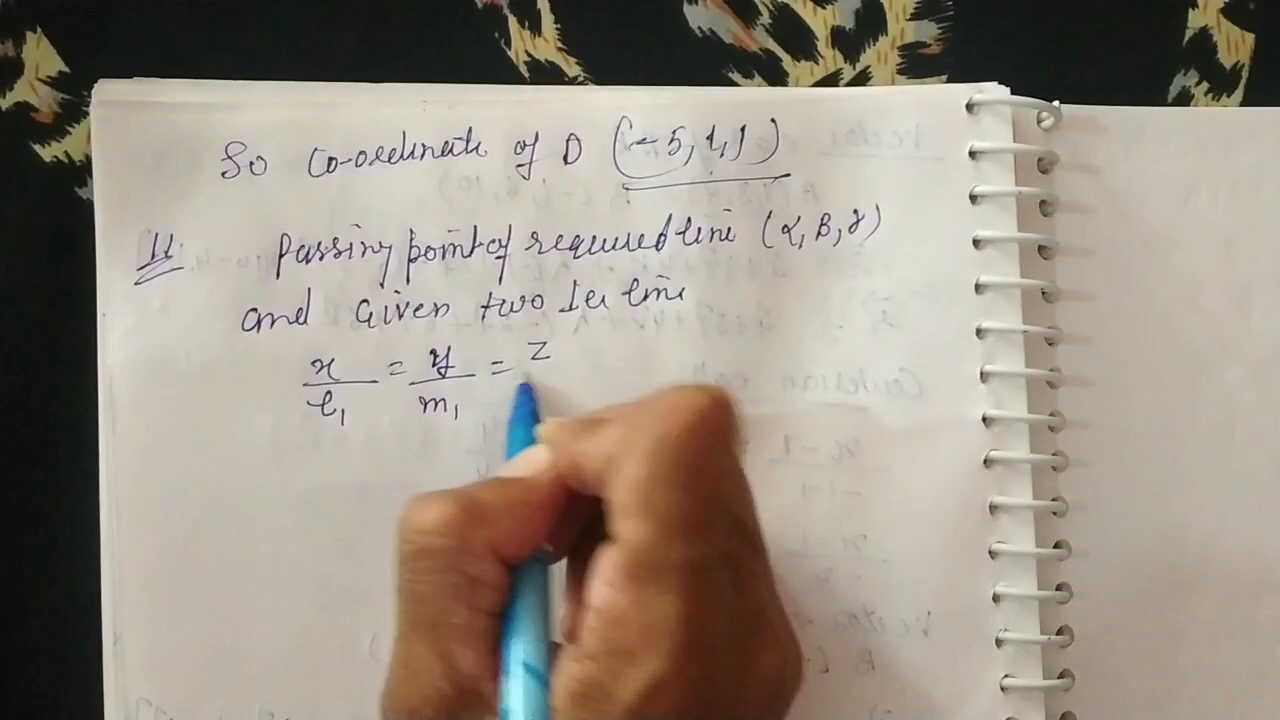 So Co-ordinate of D (-5, 1, 1)
11 Passing point of required line (α, β, γ)
and Given two ⊥er line
x/l₁ = y/m₁ = z